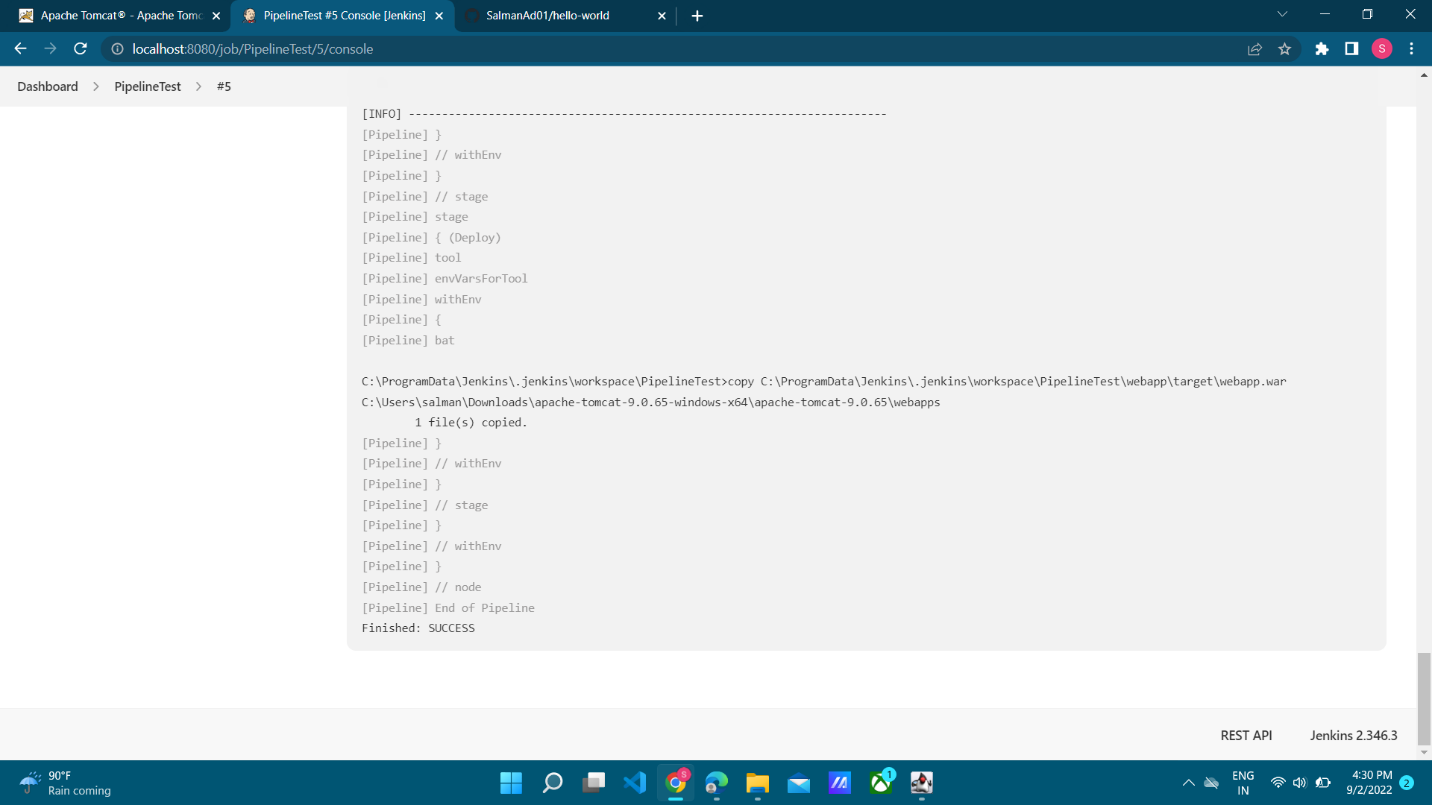 Apache Tomcat® - Apache Tomc
PipelineTest #5 Console [Jenkins]
SalmanAd01/hello-world
localhost:8080/job/PipelineTest/5/console
S
Dashboard > PipelineTest > #5
[INFO] ------------------------------------------------------------------------
[Pipeline] }
[Pipeline] // withEnv
[Pipeline] }
[Pipeline] // stage
[Pipeline] stage
[Pipeline] { (Deploy)
[Pipeline] tool
[Pipeline] envVarsForTool
[Pipeline] withEnv
[Pipeline] {
[Pipeline] bat
C:\ProgramData\Jenkins\.jenkins\workspace\PipelineTest>copy C:\ProgramData\Jenkins\.jenkins\workspace\PipelineTest\webapp\target\webapp.war
C:\Users\salman\Downloads\apache-tomcat-9.0.65-windows-x64\apache-tomcat-9.0.65\webapps
1 file(s) copied.
[Pipeline] }
[Pipeline] // withEnv
[Pipeline] }
[Pipeline] // stage
[Pipeline] }
[Pipeline] // withEnv
[Pipeline] }
[Pipeline] // node
[Pipeline] End of Pipeline
Finished: SUCCESS
REST API
Jenkins 2.346.3
90°F
Rain coming
S
1
ENG
IN
4:30 PM
9/2/2022
2